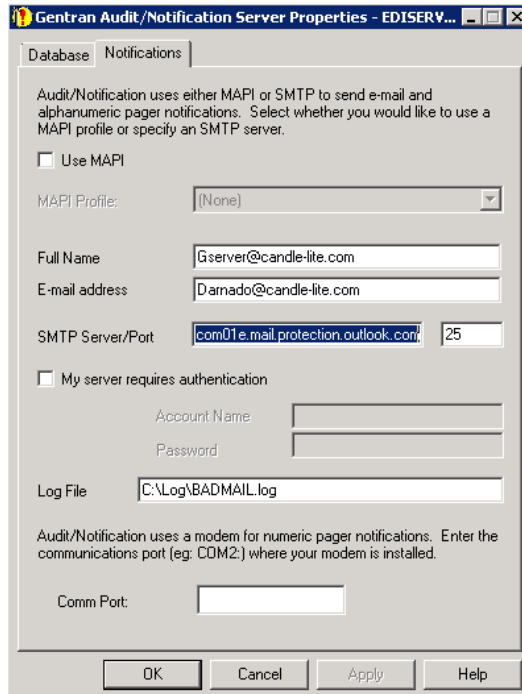 Gentran Audit/Notification Server Properties - EDISERV...
Database Notifications
Audit/Notification uses either MAPI or SMTP to send e-mail and
alphanumeric pager notifications. Select whether you would like to use a
MAPI profile or specify an SMTP server.
Use MAPI
MAPI Profile: (None)
Full Name Gserver@candle-lite.com
E-mail address Darnado@candle-lite.com
SMTP Server/Port com01e.mail.protection.outlook.com 25
My server requires authentication
Account Name
Password
Log File C:\Log\BADMAIL.log
Audit/Notification uses a modem for numeric pager notifications. Enter the
communications port (eg: COM2:) where your modem is installed.
Comm Port:
OK Cancel Apply Help